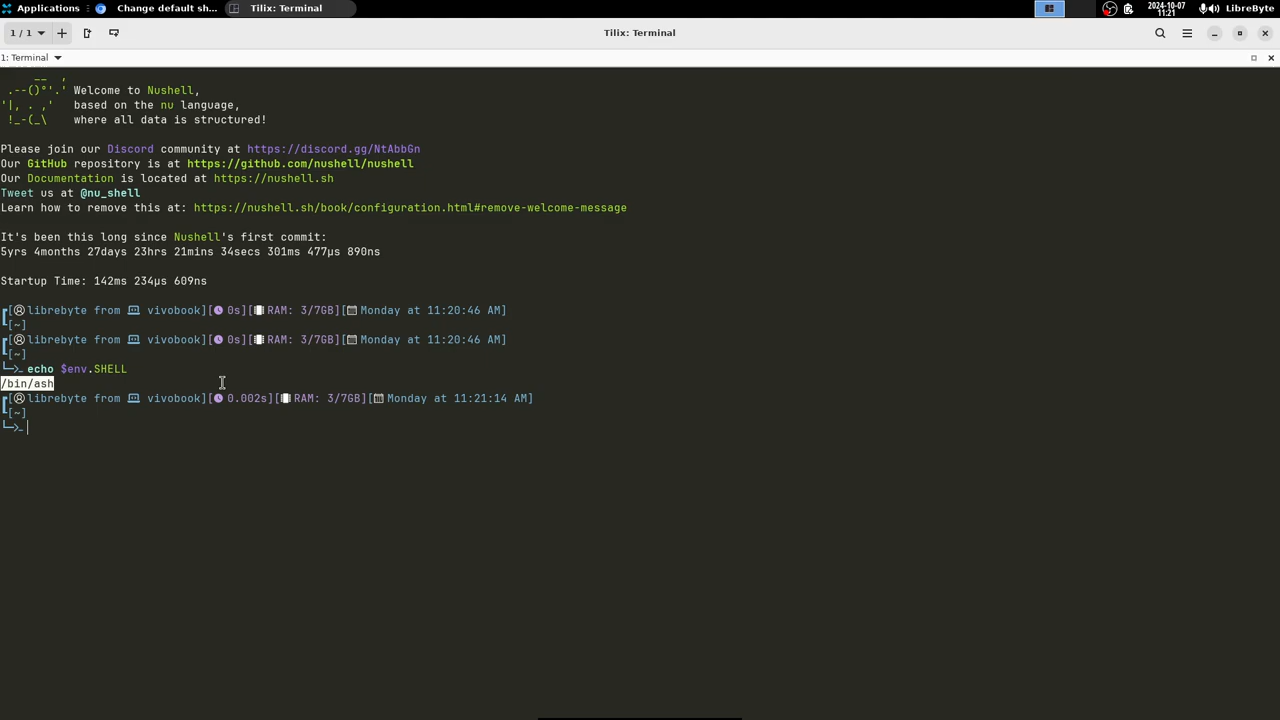 Applications
Change default sh...
Tilix: Terminal
2024-10-07
11:21
LibreByte
1 / 1
Tilix: Terminal
1: Terminal
__ ,
.--()°'.' Welcome to Nushell,
'|, . ,' based on the nu language,
!_-(_\ where all data is structured!
Please join our Discord community at https://discord.gg/NtAbbGn
Our GitHub repository is at https://github.com/nushell/nushell
Our Documentation is located at https://nushell.sh
Tweet us at @nu_shell
Learn how to remove this at: https://nushell.sh/book/configuration.html#remove-welcome-message
It's been this long since Nushell's first commit:
5yrs 4months 27days 23hrs 21mins 34secs 301ms 477µs 890ns
Startup Time: 142ms 234µs 609ns
[librebyte from vivobook][0s][RAM: 3/7GB][Monday at 11:20:46 AM]
[~]
[librebyte from vivobook][0s][RAM: 3/7GB][Monday at 11:20:46 AM]
[~]
└─>_ echo $env.SHELL
/bin/ash
[librebyte from vivobook][0.002s][RAM: 3/7GB][Monday at 11:21:14 AM]
[~]
└─>_